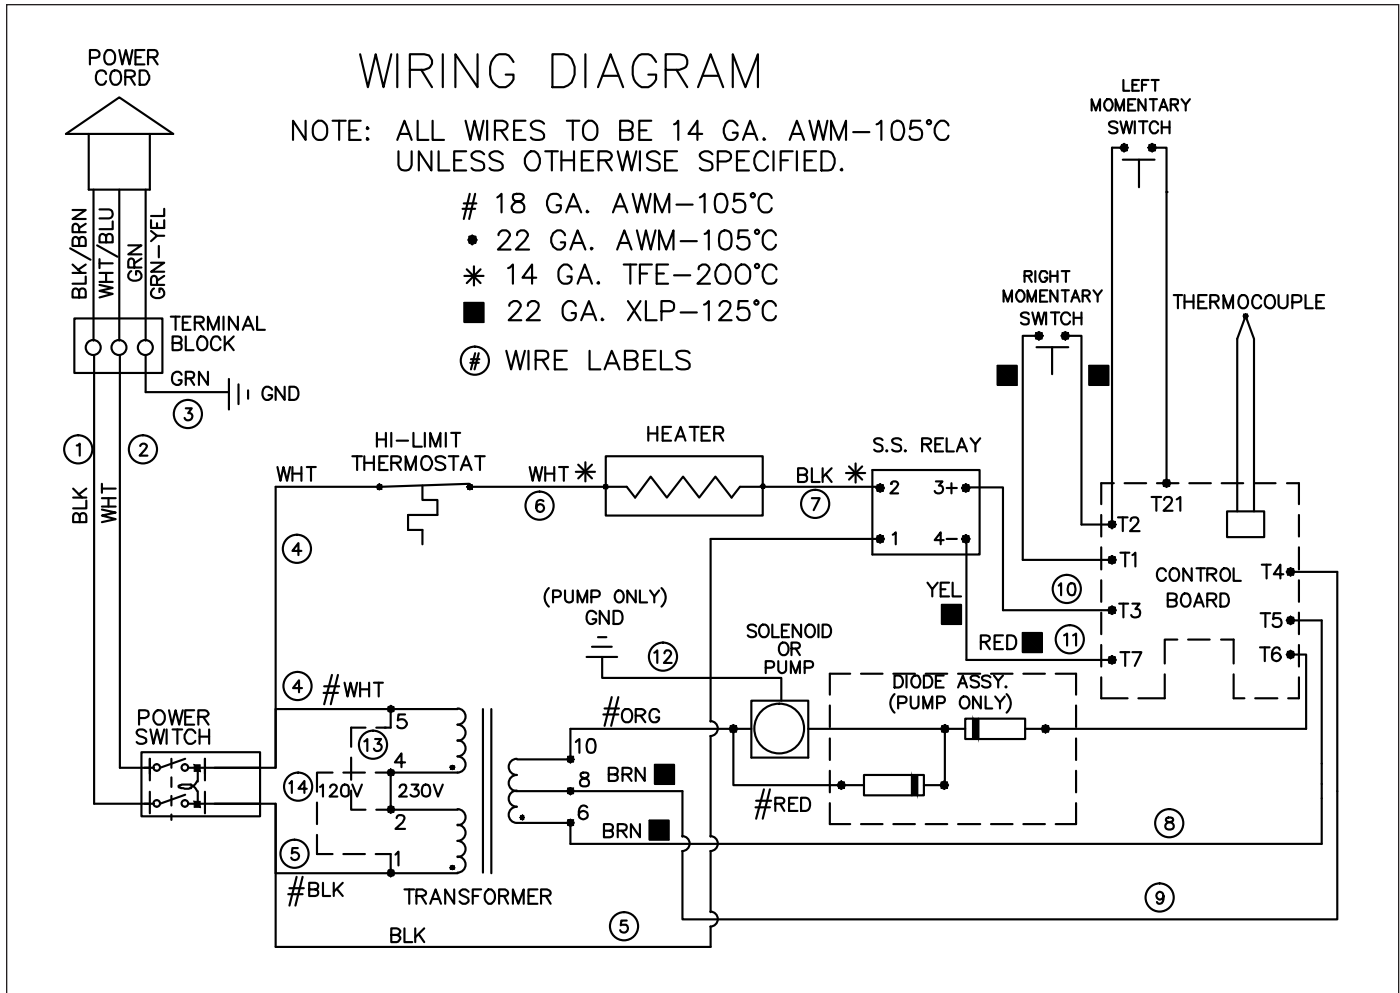 WIRING DIAGRAM
NOTE: ALL WIRES TO BE 14 GA. AWM-105°C
UNLESS OTHERWISE SPECIFIED.
# 18 GA. AWM-105°C
• 22 GA. AWM-105°C
✳ 14 GA. TFE-200°C
■ 22 GA. XLP-125°C
(#) WIRE LABELS
POWER
CORD
BLK/BRN
WHT/BLU
GRN
GRN-YEL
TERMINAL
BLOCK
GRN
GND
3
1
2
BLK
WHT
LEFT
MOMENTARY
SWITCH
RIGHT
MOMENTARY
SWITCH
THERMOCOUPLE
WHT
HI-LIMIT
THERMOSTAT
WHT ✳
6
HEATER
BLK ✳
7
S.S. RELAY
2
3+
1
4-
4
T21
T2
T1
T3
T7
CONTROL
BOARD
T4
T5
T6
10
11
YEL
RED
(PUMP ONLY)
GND
12
SOLENOID
OR
PUMP
DIODE ASSY.
(PUMP ONLY)
4
#WHT
POWER
SWITCH
5
13
4
14
120V
230V
2
1
5
#BLK
TRANSFORMER
#ORG
10
BRN
8
6
BRN
#RED
8
9
5
BLK